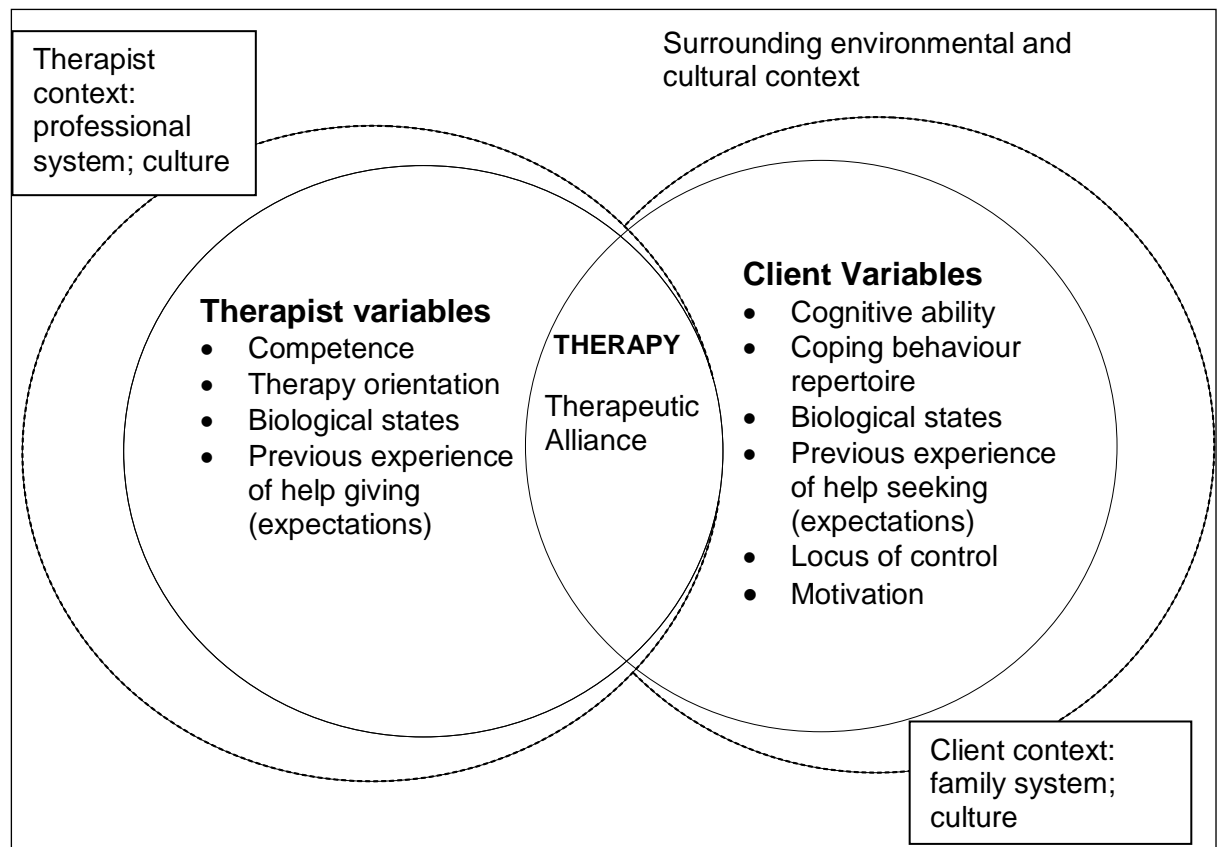 Therapist
context:
professional
system; culture
Surrounding environmental and
cultural context
Therapist variables
• Competence
• Therapy orientation
• Biological states
• Previous experience
of help giving
(expectations)
THERAPY
Therapeutic
Alliance
Client Variables
• Cognitive ability
• Coping behaviour
repertoire
• Biological states
• Previous experience
of help seeking
(expectations)
• Locus of control
• Motivation
Client context:
family system;
culture